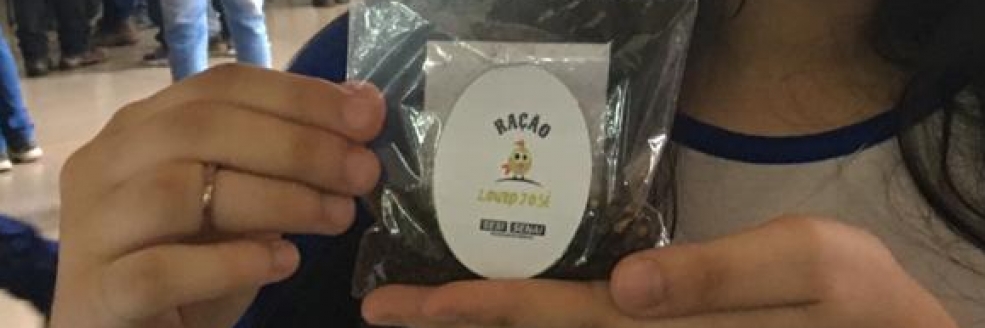 RAÇÃO
LOURO JOSÉ
SESI SENAI